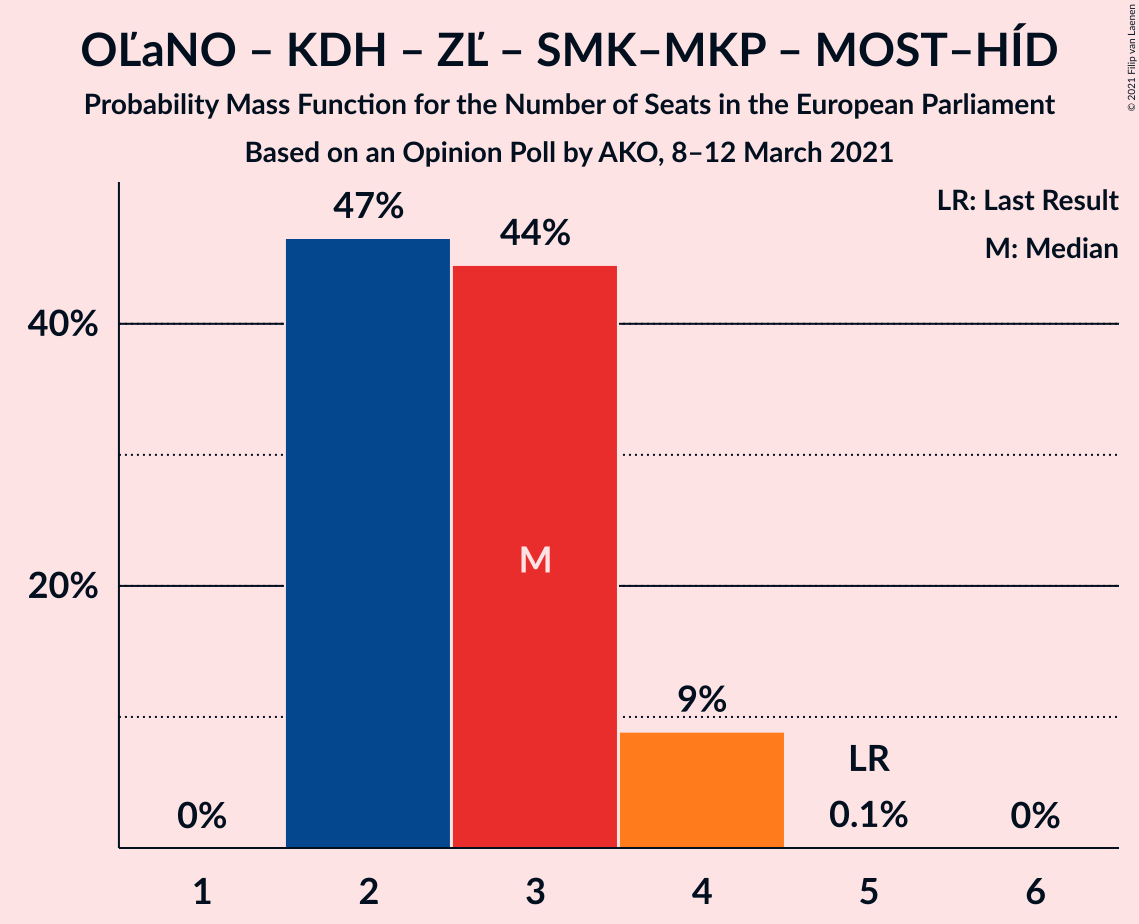 OĽaNO – KDH – ZĽ – SMK–MKP – MOST–HÍD
Probability Mass Function for the Number of Seats in the European Parliament
Based on an Opinion Poll by AKO, 8–12 March 2021
© 2021 Filip van Laenen
LR: Last Result
M: Median
47%
44%
40%
M
20%
9%
LR
0%
0.1%
0%
1 2 3 4 5 6